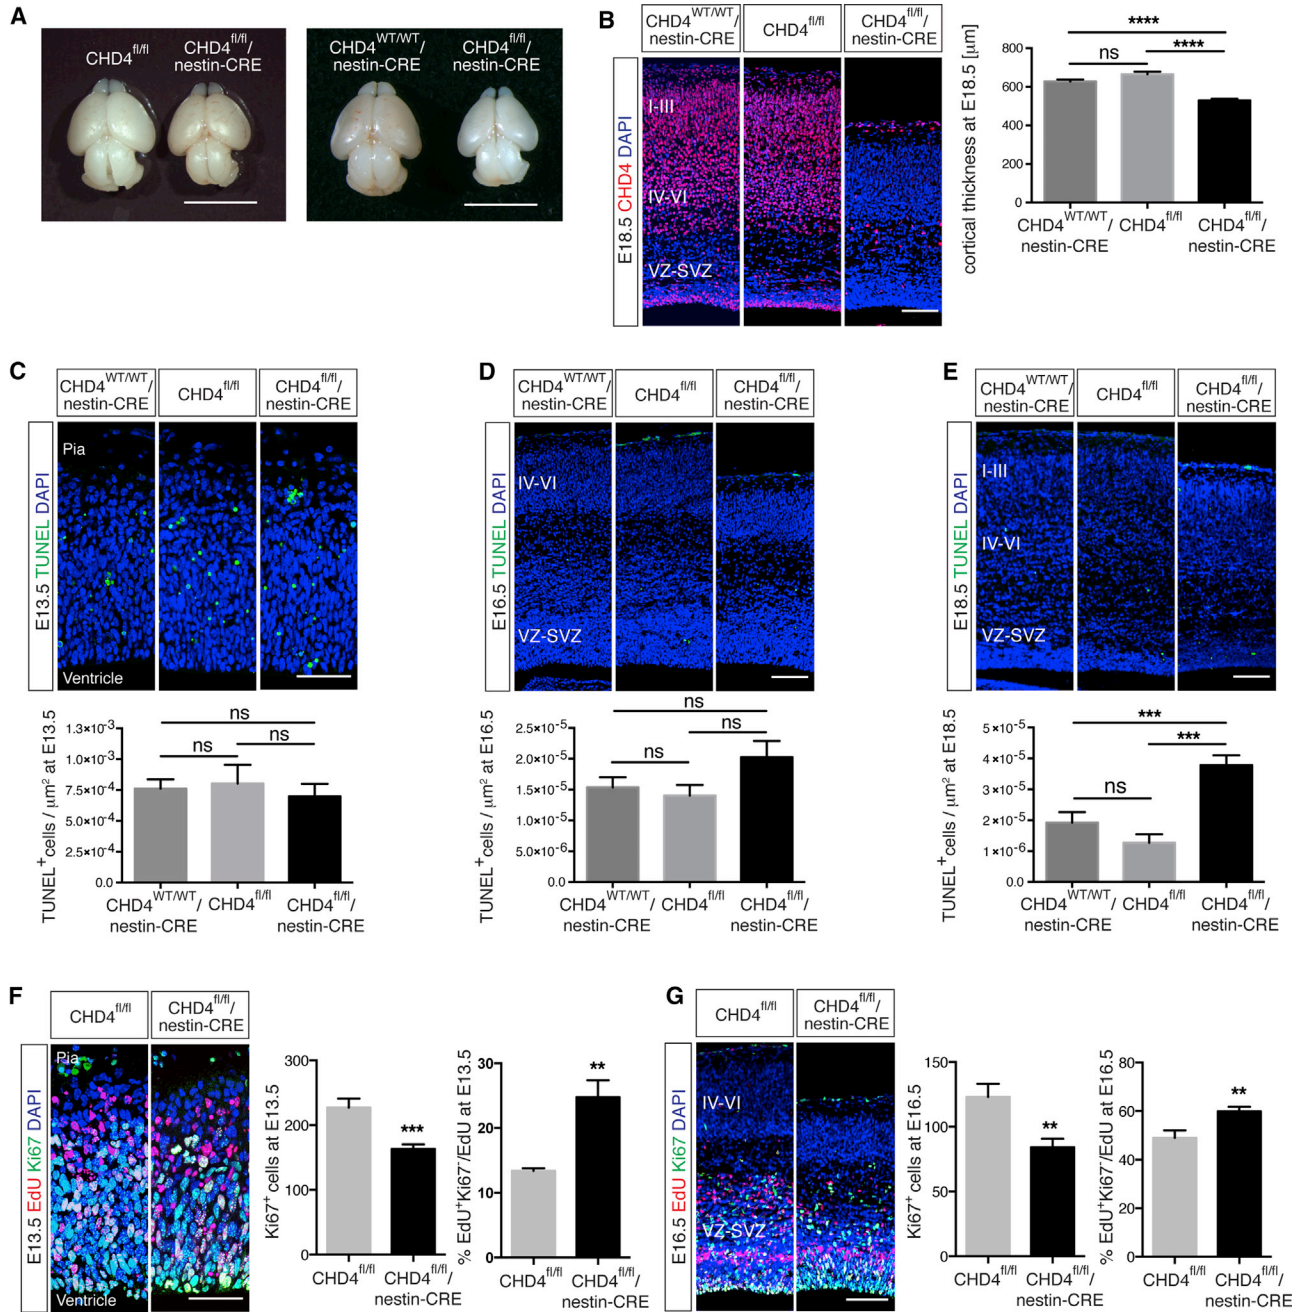 A
CHD4fl/fl
CHD4fl/fl/
nestin-CRE
CHD4WT/WT/
nestin-CRE
CHD4fl/fl/
nestin-CRE
B
CHD4WT/WT/
nestin-CRE
CHD4fl/fl
CHD4fl/fl/
nestin-CRE
E18.5 CHD4 DAPI
I-III
IV-VI
VZ-SVZ
cortical thickness at E18.5 [µm]
800
600
400
200
0
****
****
ns
CHD4WT/WT/
nestin-CRE
CHD4fl/fl
CHD4fl/fl/
nestin-CRE
C
CHD4WT/WT/
nestin-CRE
CHD4fl/fl
CHD4fl/fl/
nestin-CRE
E13.5 TUNEL DAPI
Pia
Ventricle
TUNEL+cells / µm2 at E13.5
1.3×10-3
1.0×10-3
7.5×10-4
5.0×10-4
2.5×10-4
0.0
ns
ns
ns
CHD4WT/WT/
nestin-CRE
CHD4fl/fl
CHD4fl/fl/
nestin-CRE
D
CHD4WT/WT/
nestin-CRE
CHD4fl/fl
CHD4fl/fl/
nestin-CRE
E16.5 TUNEL DAPI
IV-VI
VZ-SVZ
TUNEL+cells / µm2 at E16.5
2.5×10-5
2.0×10-5
1.5×10-5
1.0×10-5
5.0×10-6
0.0
ns
ns
ns
CHD4WT/WT/
nestin-CRE
CHD4fl/fl
CHD4fl/fl/
nestin-CRE
E
CHD4WT/WT/
nestin-CRE
CHD4fl/fl
CHD4fl/fl/
nestin-CRE
E18.5 TUNEL DAPI
I-III
IV-VI
VZ-SVZ
TUNEL+cells / µm2 at E18.5
5×10-5
4×10-5
3×10-5
2×10-5
1×10-6
0.0
***
***
ns
CHD4WT/WT/
nestin-CRE
CHD4fl/fl
CHD4fl/fl/
nestin-CRE
F
CHD4fl/fl
CHD4fl/fl/
nestin-CRE
E13.5 EdU Ki67 DAPI
Pia
Ventricle
Ki67+ cells at E13.5
300
200
100
0
***
CHD4fl/fl
CHD4fl/fl/
nestin-CRE
% EdU+Ki67-/EdU at E13.5
30
20
10
0
**
CHD4fl/fl
CHD4fl/fl/
nestin-CRE
G
CHD4fl/fl
CHD4fl/fl/
nestin-CRE
E16.5 EdU Ki67 DAPI
IV-VI
VZ-SVZ
Ki67+ cells at E16.5
150
100
50
0
**
CHD4fl/fl
CHD4fl/fl/
nestin-CRE
% EdU+Ki67-/EdU at E16.5
80
60
40
20
0
**
CHD4fl/fl
CHD4fl/fl/
nestin-CRE